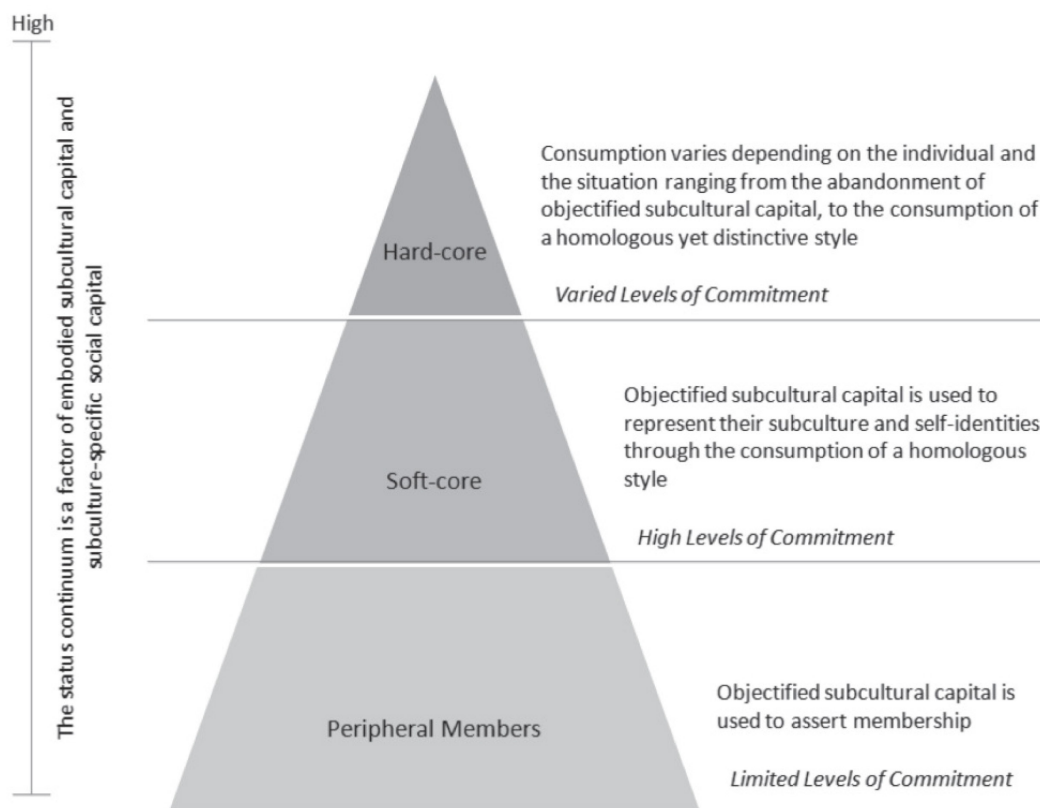 High
The status continuum is a factor of embodied subcultural capital and
subculture-specific social capital
Consumption varies depending on the individual and
the situation ranging from the abandonment of
objectified subcultural capital, to the consumption of
a homologous yet distinctive style
Hard-core
Varied Levels of Commitment
Objectified subcultural capital is used to
represent their subculture and self-identities
through the consumption of a homologous
style
Soft-core
High Levels of Commitment
Objectified subcultural capital is
used to assert membership
Peripheral Members
Limited Levels of Commitment